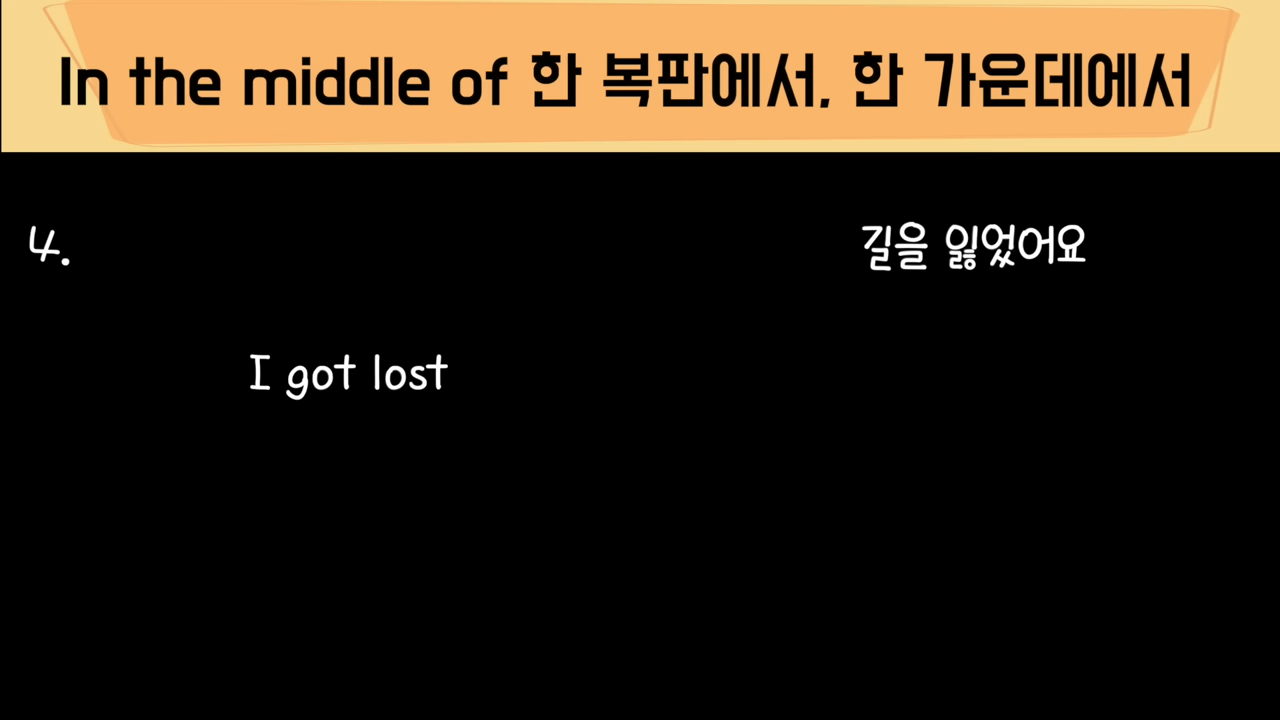 In the middle of 한 복판에서, 한 가운데에서
4. 길을 잃었어요
I got lost